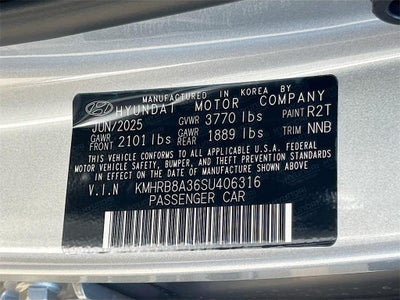 MANUFACTURED IN KOREA BY
HYUNDAI MOTOR COMPANY
JUN/2025 GVWR 3770 lbs PAINT R2T
GAWR FRONT 2101 lbs GAWR REAR 1889 lbs TRIM NNB
THIS VEHICLE CONFORMS TO ALL APPLICABLE U.S.A. FEDERAL
MOTOR VEHICLE SAFETY, BUMPER, AND THEFT PREVENTION STANDARDS
IN EFFECT ON THE DATE OF MANUFACTURE SHOWN ABOVE.
V.I.N KMHRB8A36SU406316
PASSENGER CAR